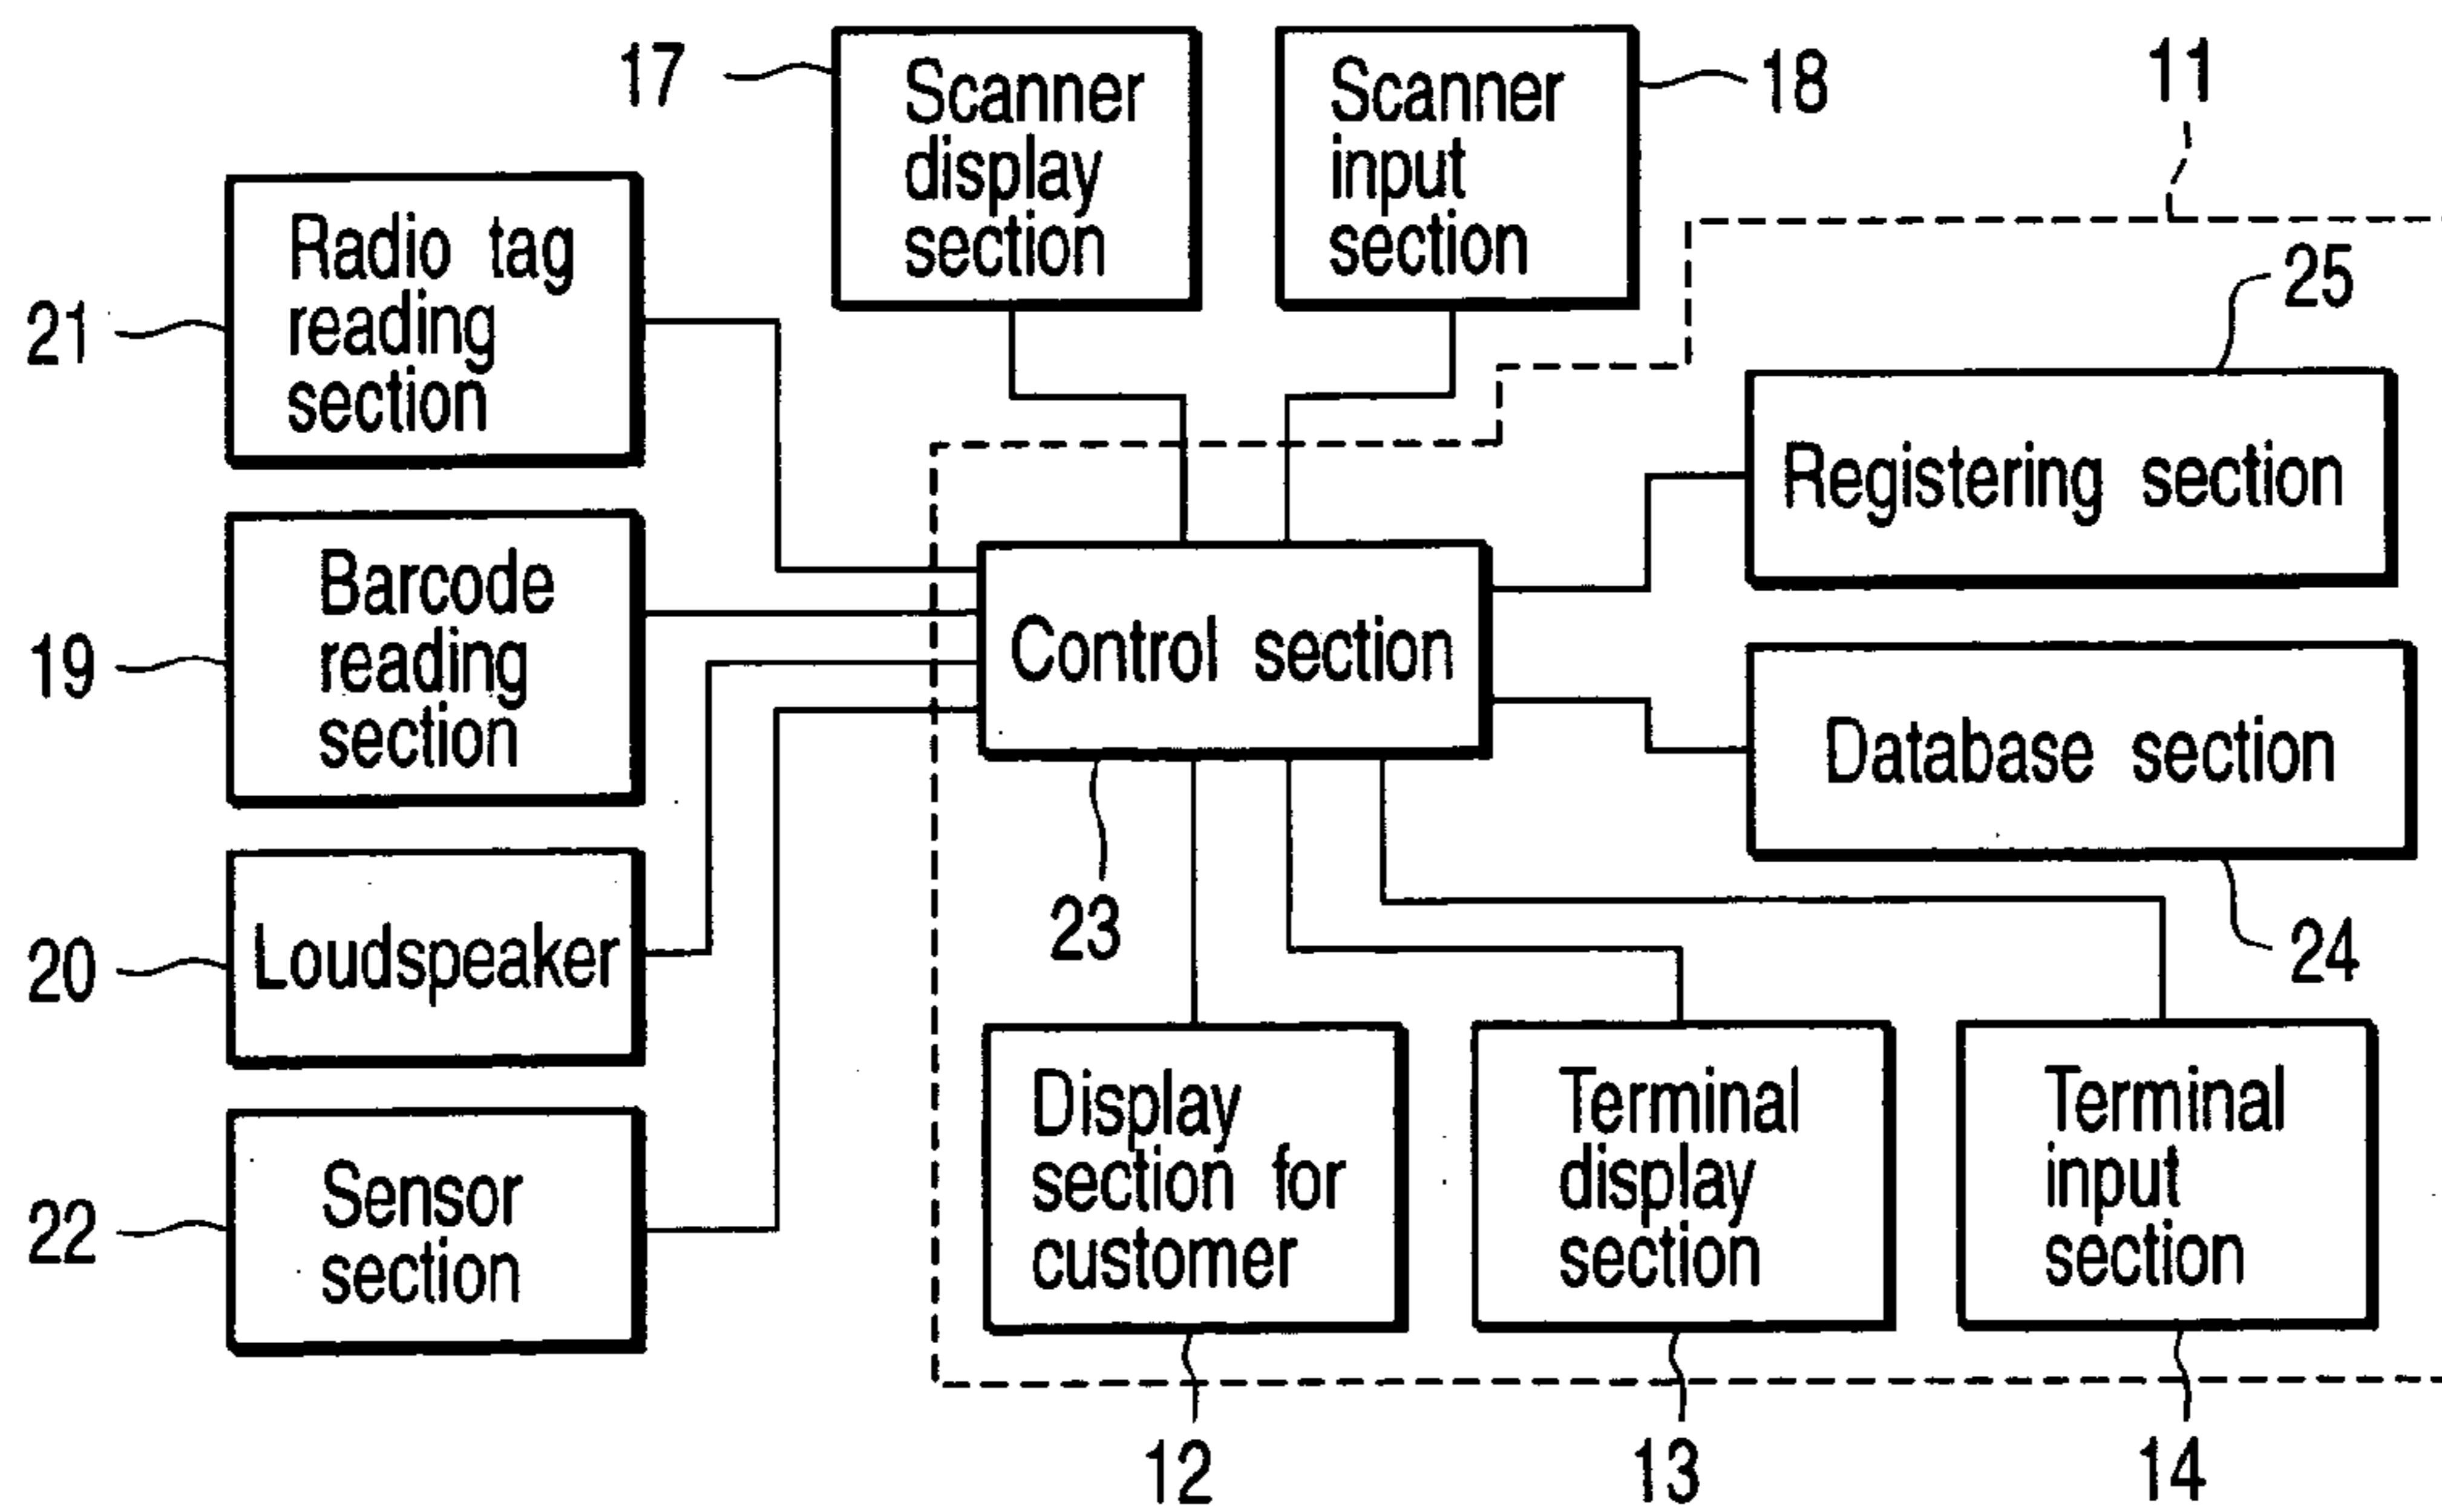 17
Scanner
display
section
Scanner
input
section
18
11
21
Radio tag
reading
section
25
Registering section
19
Barcode
reading
section
Control section
23
Database section
24
20
Loudspeaker
22
Sensor
section
Display
section for
customer
Terminal
display
section
Terminal
input
section
12
13
14